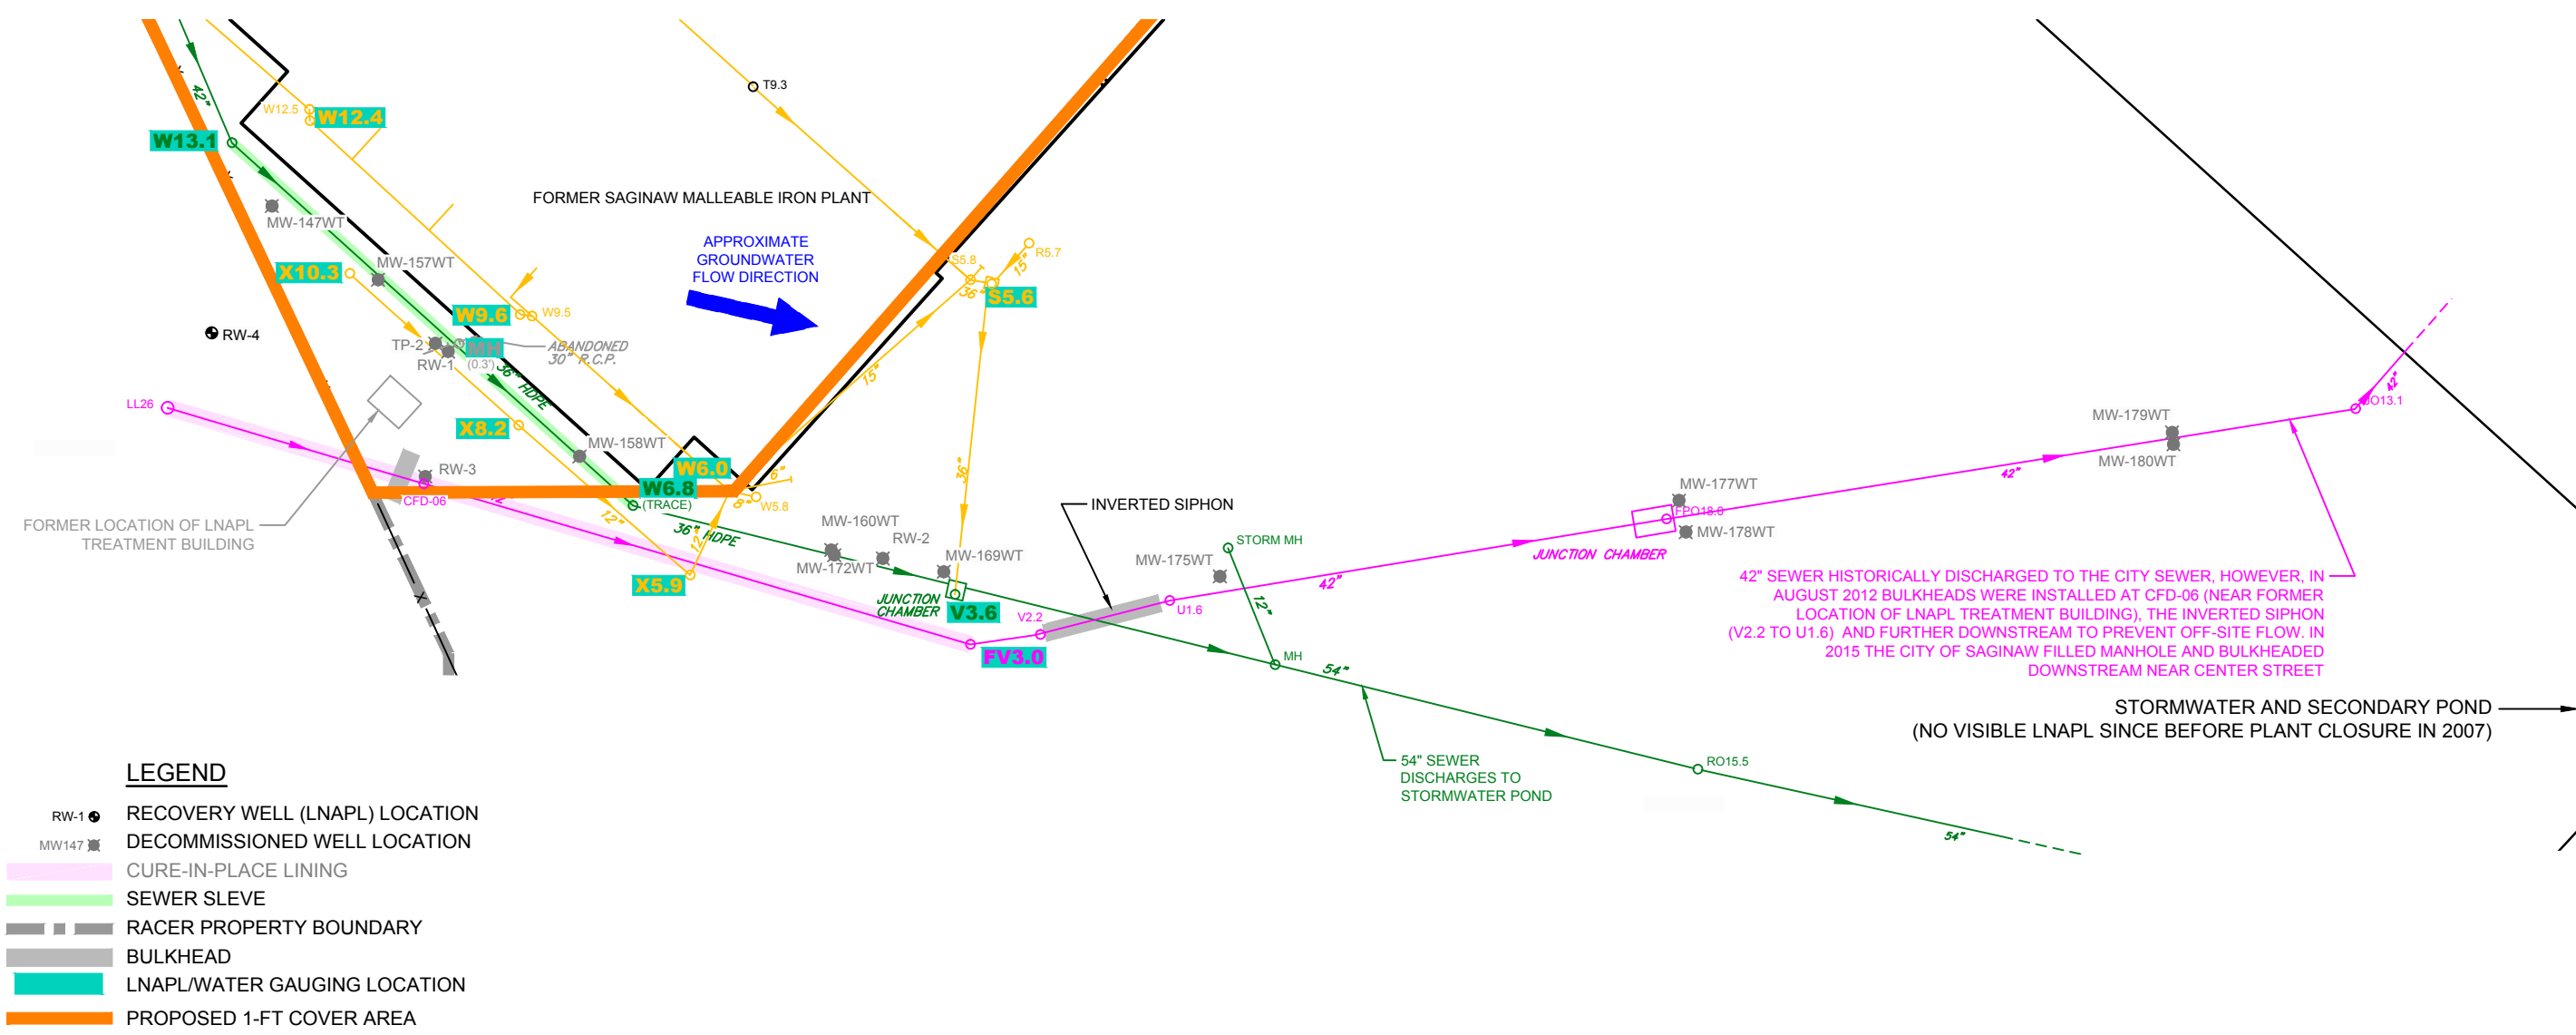 T9.3
42"
W12.5
W12.4
W13.1
FORMER SAGINAW MALLEABLE IRON PLANT
MW-147WT
APPROXIMATE
GROUNDWATER
FLOW DIRECTION
S5.8
15"
R5.7
36"
S5.6
MW-157WT
X10.3
W9.6
W9.5
RW-4
TP-2
MH
(0.3')
RW-1
ABANDONED
30" R.C.P.
36" HDPE
15"
LL26
X8.2
MW-158WT
W6.0
6"
36"
RW-3
CFD-06
W6.8
(TRACE)
8"
W5.8
12"
FORMER LOCATION OF LNAPL
TREATMENT BUILDING
36" HDPE
12"
X5.9
MW-160WT
RW-2
MW-172WT
MW-169WT
JUNCTION
CHAMBER
V3.6
FV3.0
V2.2
INVERTED SIPHON
U1.6
MW-175WT
STORM MH
12"
MH
42"
JUNCTION CHAMBER
MW-177WT
FPO18.0
MW-178WT
42"
MW-179WT
MW-180WT
42"
UO13.1
42" SEWER HISTORICALLY DISCHARGED TO THE CITY SEWER, HOWEVER, IN
AUGUST 2012 BULKHEADS WERE INSTALLED AT CFD-06 (NEAR FORMER
LOCATION OF LNAPL TREATMENT BUILDING), THE INVERTED SIPHON
(V2.2 TO U1.6) AND FURTHER DOWNSTREAM TO PREVENT OFF-SITE FLOW. IN
2015 THE CITY OF SAGINAW FILLED MANHOLE AND BULKHEADED
DOWNSTREAM NEAR CENTER STREET
STORMWATER AND SECONDARY POND
(NO VISIBLE LNAPL SINCE BEFORE PLANT CLOSURE IN 2007)
54"
54" SEWER
DISCHARGES TO
STORMWATER POND
RO15.5
54"
LEGEND
RW-1 RECOVERY WELL (LNAPL) LOCATION
MW147 DECOMMISSIONED WELL LOCATION
CURE-IN-PLACE LINING
SEWER SLEVE
RACER PROPERTY BOUNDARY
BULKHEAD
LNAPL/WATER GAUGING LOCATION
PROPOSED 1-FT COVER AREA